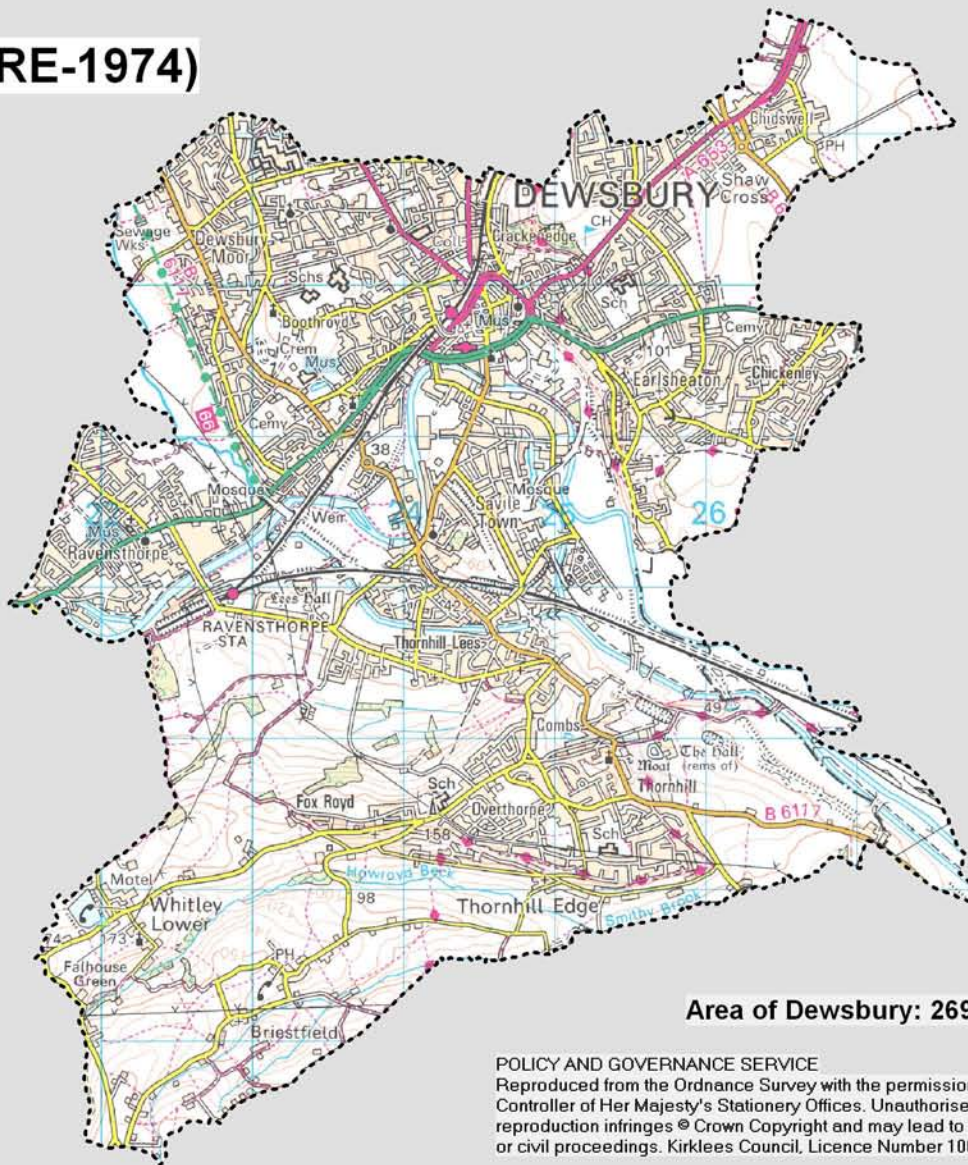 RE-1974)
Chidswell
PH
A 653
Shaw
Cross
B 6
DEWSBURY
CH
Sewage
Wks
Dewsbury
Moor
Coll
Crackenedge
Schs
Sch
Boothroyd
Mus
Cemy
Crem
Mus
101
Earlsheaton
Chickenley
Cemy
66
38
Mosque
Mosque
Weir
Savile
Town
24
25
26
Mus
Ravensthorpe
Lees Hall
RAVENSTHORPE
STA
42
Thornhill Lees
49
Combs
The Hall
Moat
(rems of)
Thornhill
Sch
Fox Royd
Overthorpe
B 6117
158
Sch
Motel
Howroyd Beck
98
Whitley
Lower
Thornhill Edge
Smithy Brook
74
173
Falhouse
Green
PH
Briestfield
Area of Dewsbury: 269
POLICY AND GOVERNANCE SERVICE
Reproduced from the Ordnance Survey with the permission
Controller of Her Majesty's Stationery Offices. Unauthorise
reproduction infringes © Crown Copyright and may lead to
or civil proceedings. Kirklees Council, Licence Number 10